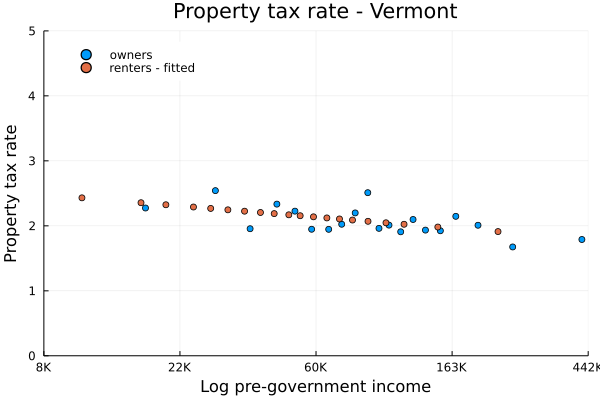 Property tax rate - Vermont
Property tax rate
5
4
3
2
1
0
owners
renters - fitted
8K
22K
60K
163K
442K
Log pre-government income